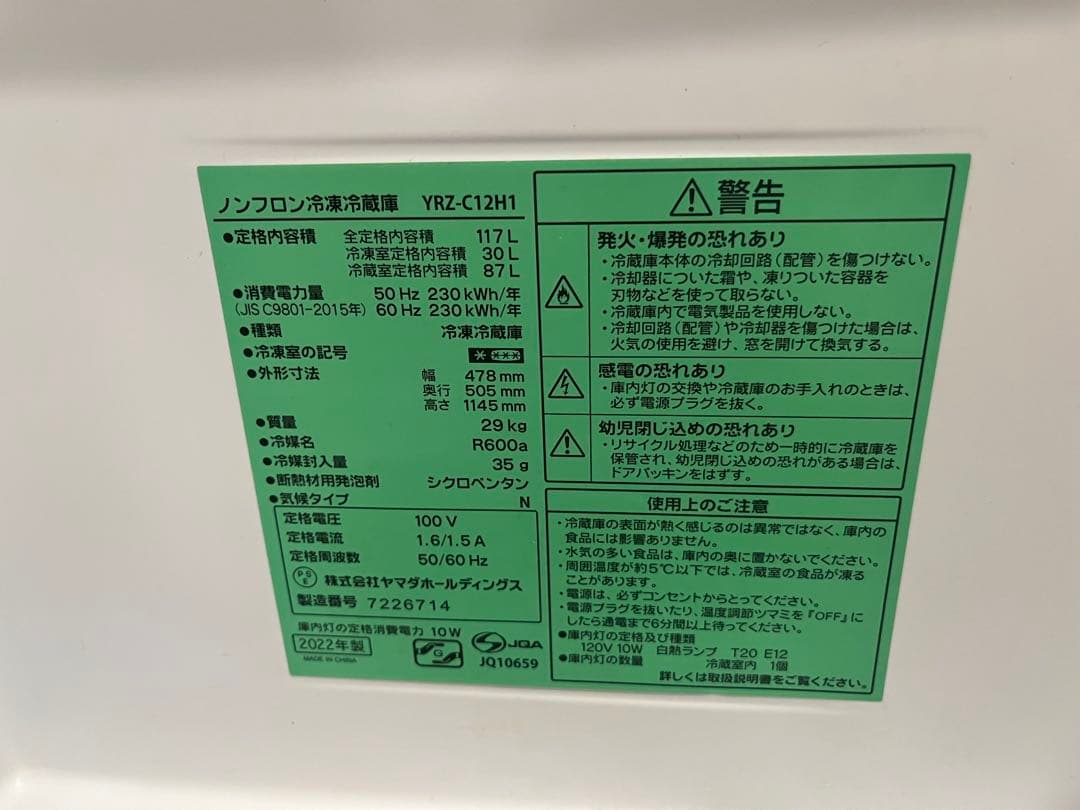 ノンフロン冷凍冷蔵庫 YRZ-C12H1
●定格内容積 全定格内容積 117 L
冷凍室定格内容積 30 L
冷蔵室定格内容積 87 L
●消費電力量 50 Hz 230 kWh/年
(JIS C9801-2015年) 60 Hz 230 kWh/年
●種類 冷凍冷蔵庫
●冷凍室の記号 * ***
●外形寸法 幅 478 mm
奥行 505 mm
高さ 1145 mm
●質量 29 kg
●冷媒名 R600a
●冷媒封入量 35 g
●断熱材用発泡剤 シクロペンタン
●気候タイプ N
定格電圧 100 V
定格電流 1.6/1.5 A
定格周波数 50/60 Hz
PSE 株式会社ヤマダホールディングス
製造番号 7226714
庫内灯の定格消費電力 10 W
2022年製
MADE IN CHINA
G
JQA
JQ10659
警告
発火・爆発の恐れあり
・冷蔵庫本体の冷却回路（配管）を傷つけない。
・冷却器についた霜や、凍りついた容器を
刃物などを使って取らない。
・冷蔵庫内で電気製品を使用しない。
・冷却回路（配管）や冷却器を傷つけた場合は、
火気の使用を避け、窓を開けて換気する。
感電の恐れあり
・庫内灯の交換や冷蔵庫のお手入れのときは、
必ず電源プラグを抜く。
幼児閉じ込めの恐れあり
・リサイクル処理などのため一時的に冷蔵庫を
保管され、幼児閉じ込めの恐れがある場合は、
ドアパッキンをはずす。
使用上のご注意
・冷蔵庫の表面が熱く感じるのは異常ではなく、庫内の
食品には影響ありません。
・水気の多い食品は、庫内の奥に置かないでください。
・周囲温度が約5℃以下では、冷蔵室の食品が凍る
ことがあります。
・電源は、必ずコンセントからとってください。
・電源プラグを抜いたり、温度調節ツマミを『OFF』に
したら通電まで6分間以上待ってください。
●庫内灯の定格及び種類
120V 10W 白熱ランプ T20 E12
●庫内灯の数量 冷蔵室内 1個
詳しくは取扱説明書をご覧ください。